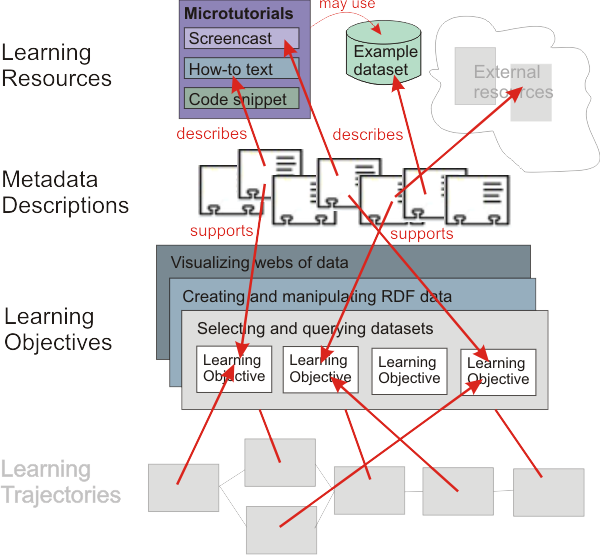 may use
Microtutorials
Learning
Resources
Screencast
How-to text
Code snippet
Example
dataset
External
resources
describes
describes
Metadada
Descriptions
supports
supports
Visualizing webs of data
Creating and manipulating RDF data
Learning
Objectives
Selecting and querying datasets
Learning
Objective
Learning
Objective
Learning
Objective
Learning
Objective
Learning
Trajectories